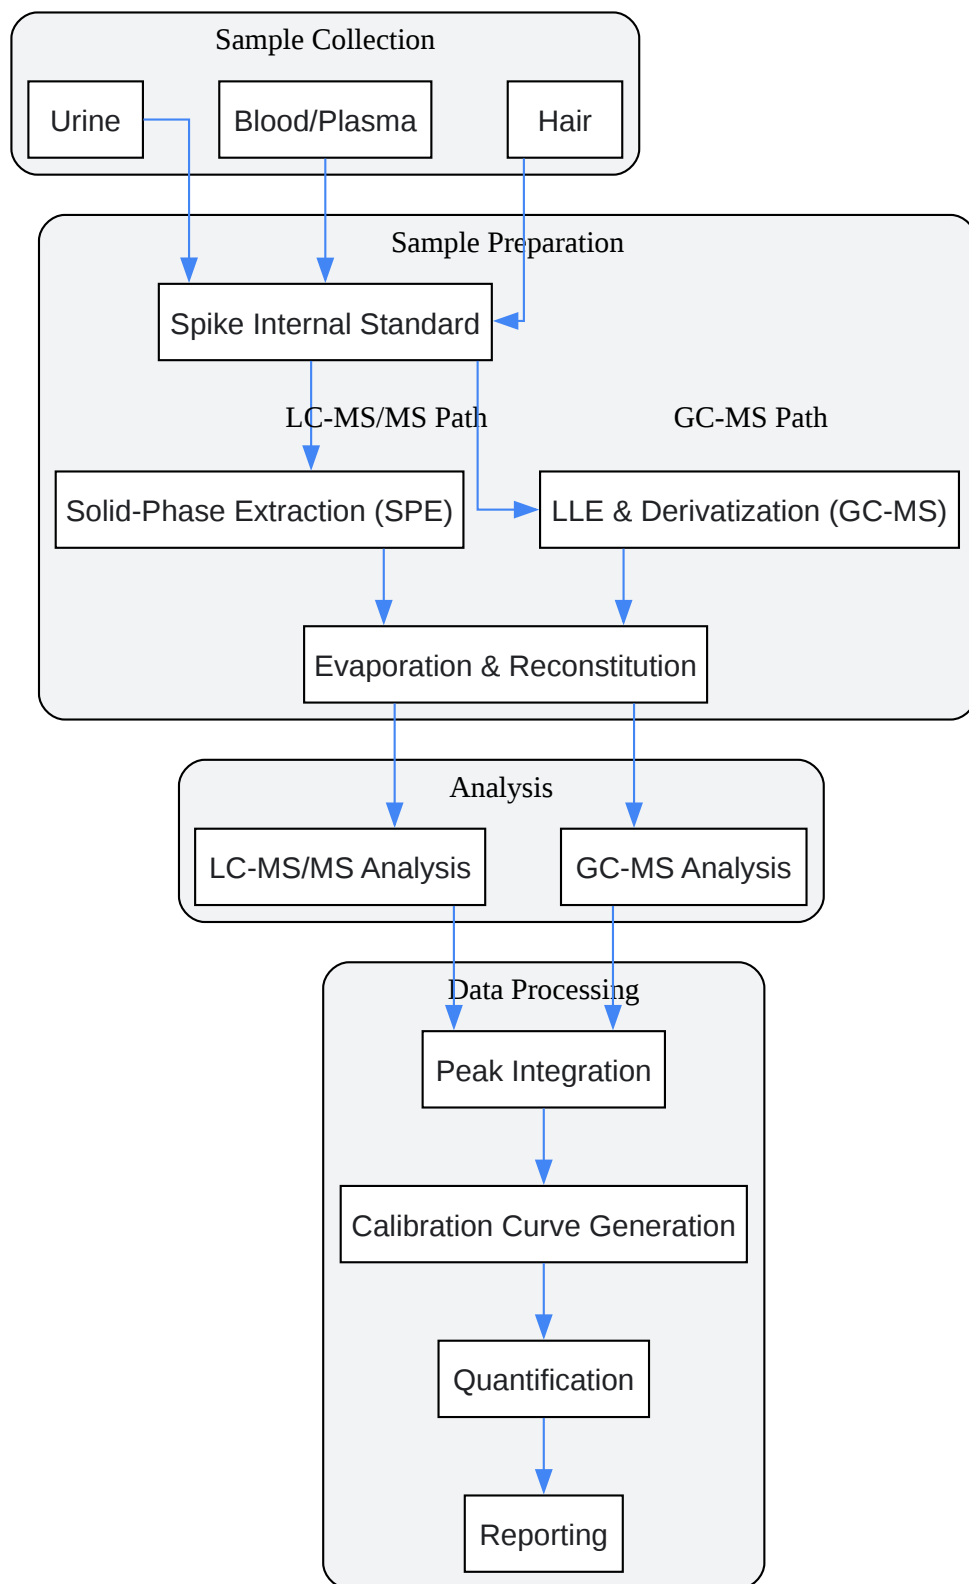 Sample Collection
Urine
Blood/Plasma
Hair
Sample Preparation
Spike Internal Standard
LC-MS/MS Path
GC-MS Path
Solid-Phase Extraction (SPE)
LLE & Derivatization (GC-MS)
Evaporation & Reconstitution
Analysis
LC-MS/MS Analysis
GC-MS Analysis
Data Processing
Peak Integration
Calibration Curve Generation
Quantification
Reporting